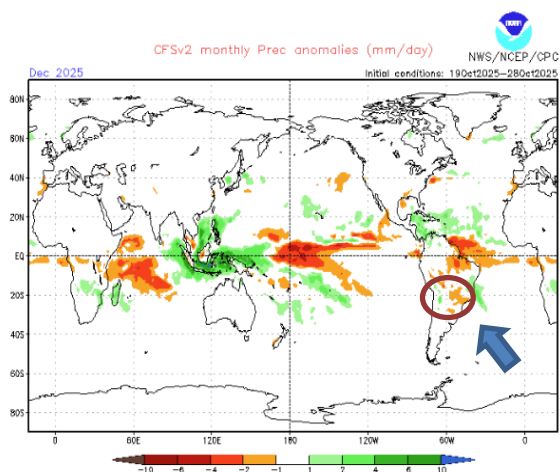 noaa
CFSv2 monthly Prec anomalies (mm/day)
NWS/NCEP/CPC
Dec 2025
Initial conditions: 19Oct2025-28Oct2025
80N
60N
40N
20N
EQ
20S
40S
60S
80S
0 60E 120E 180 120W 60W 0
-10 -6 -4 -2 -1 1 2 4 6 10